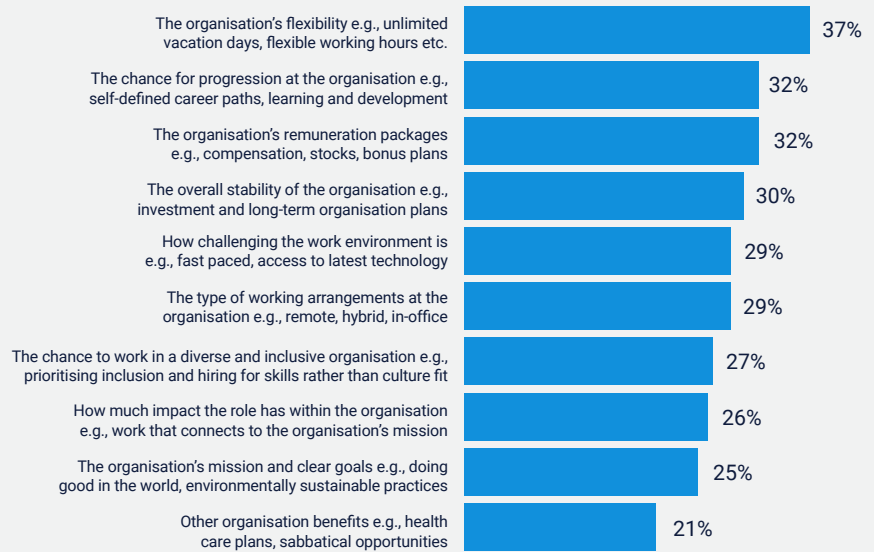 The organisation’s flexibility e.g., unlimited
vacation days, flexible working hours etc.
37%
The chance for progression at the organisation e.g.,
self-defined career paths, learning and development
32%
The organisation’s remuneration packages
e.g., compensation, stocks, bonus plans
32%
The overall stability of the organisation e.g.,
investment and long-term organisation plans
30%
How challenging the work environment is
e.g., fast paced, access to latest technology
29%
The type of working arrangements at the
organisation e.g., remote, hybrid, in-office
29%
The chance to work in a diverse and inclusive organisation e.g.,
prioritising inclusion and hiring for skills rather than culture fit
27%
How much impact the role has within the organisation
e.g., work that connects to the organisation’s mission
26%
The organisation’s mission and clear goals e.g., doing
good in the world, environmentally sustainable practices
25%
Other organisation benefits e.g., health
care plans, sabbatical opportunities
21%